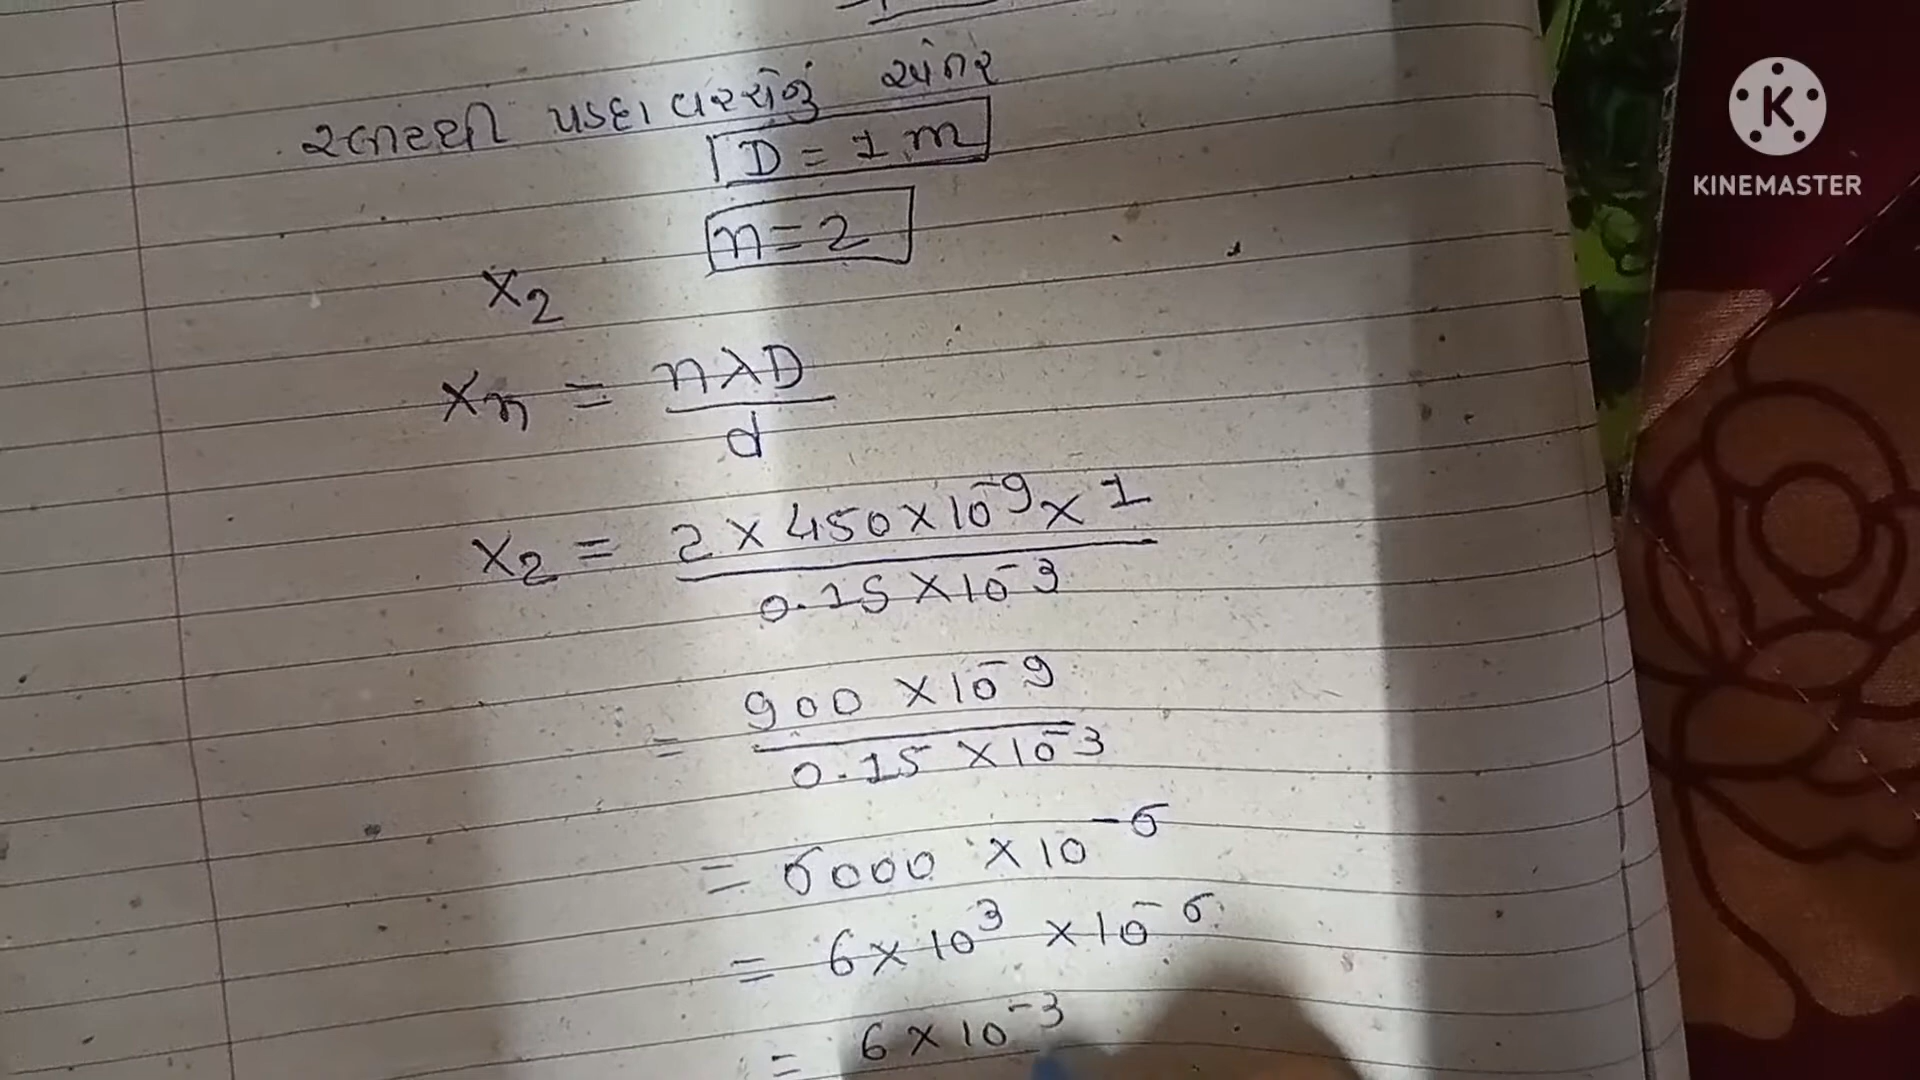 સ્લીટથી પડદા વચ્ચેનું અંતર
D = 1 m
n = 2
x₂
xₙ = nλD / d
x₂ = 2 × 450 × 10⁻⁹ × 1 / 0.15 × 10⁻³
= 900 × 10⁻⁹ / 0.15 × 10⁻³
= 6000 × 10⁻⁶
= 6 × 10³ × 10⁻⁶
= 6 × 10⁻³
K
KINEMASTER